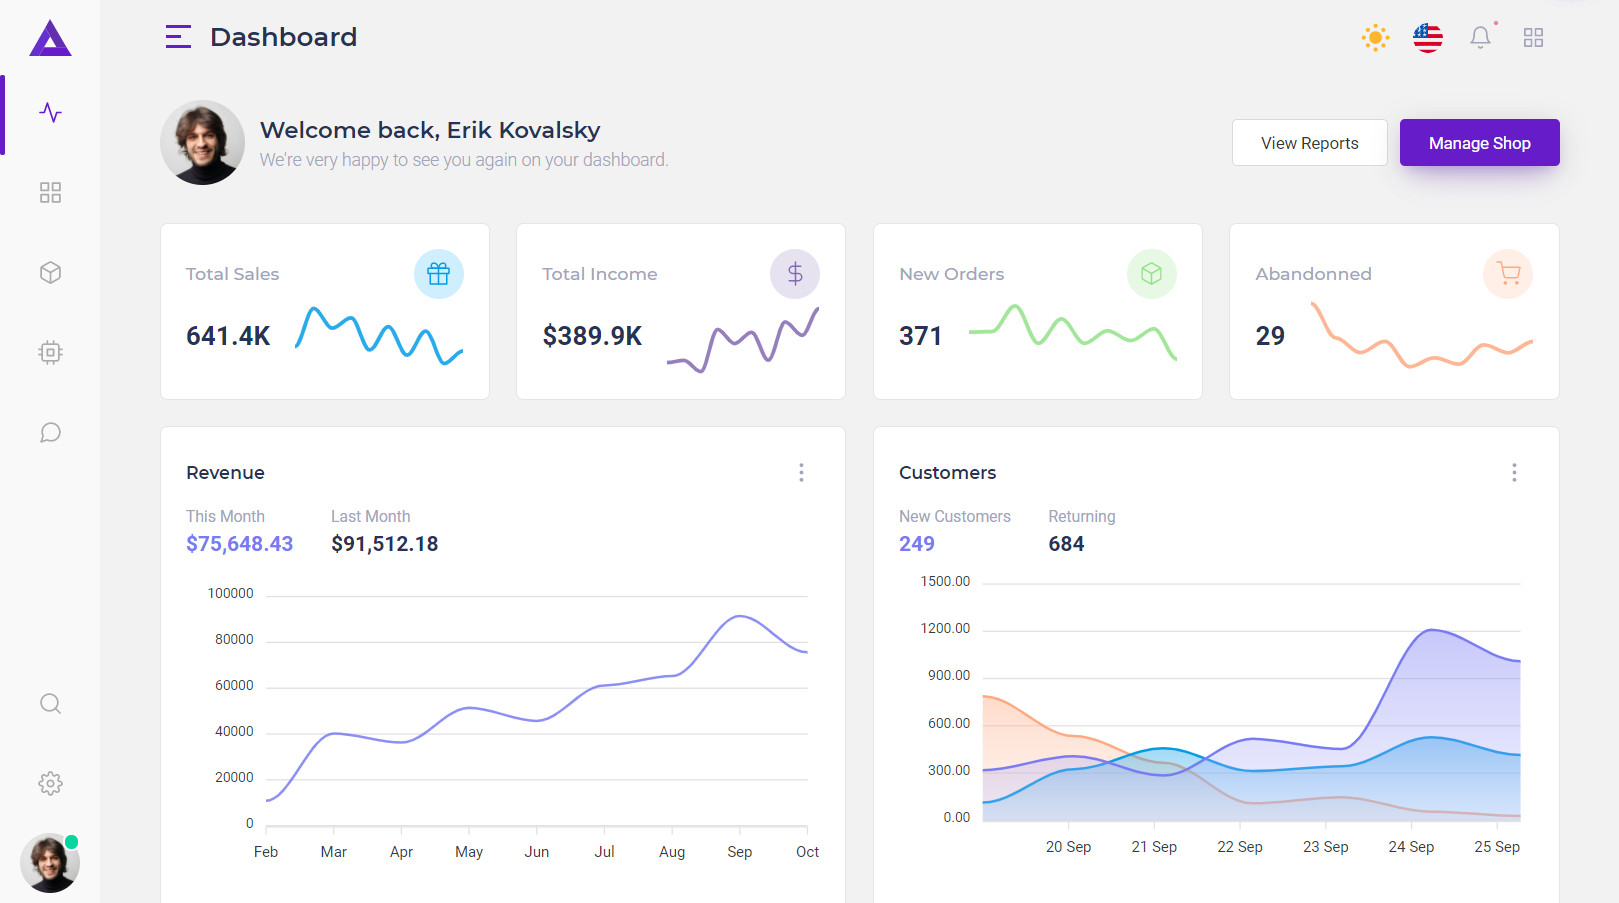 Dashboard
Welcome back, Erik Kovalsky
We're very happy to see you again on your dashboard.
View Reports
Manage Shop
Total Sales
641.4K
Total Income
$389.9K
New Orders
371
Abandonned
29
Revenue
This Month
Last Month
$75,648.43
$91,512.18
100000
80000
60000
40000
20000
0
Feb Mar Apr May Jun Jul Aug Sep Oct
Customers
New Customers
Returning
249
684
1500.00
1200.00
900.00
600.00
300.00
0.00
20 Sep 21 Sep 22 Sep 23 Sep 24 Sep 25 Sep